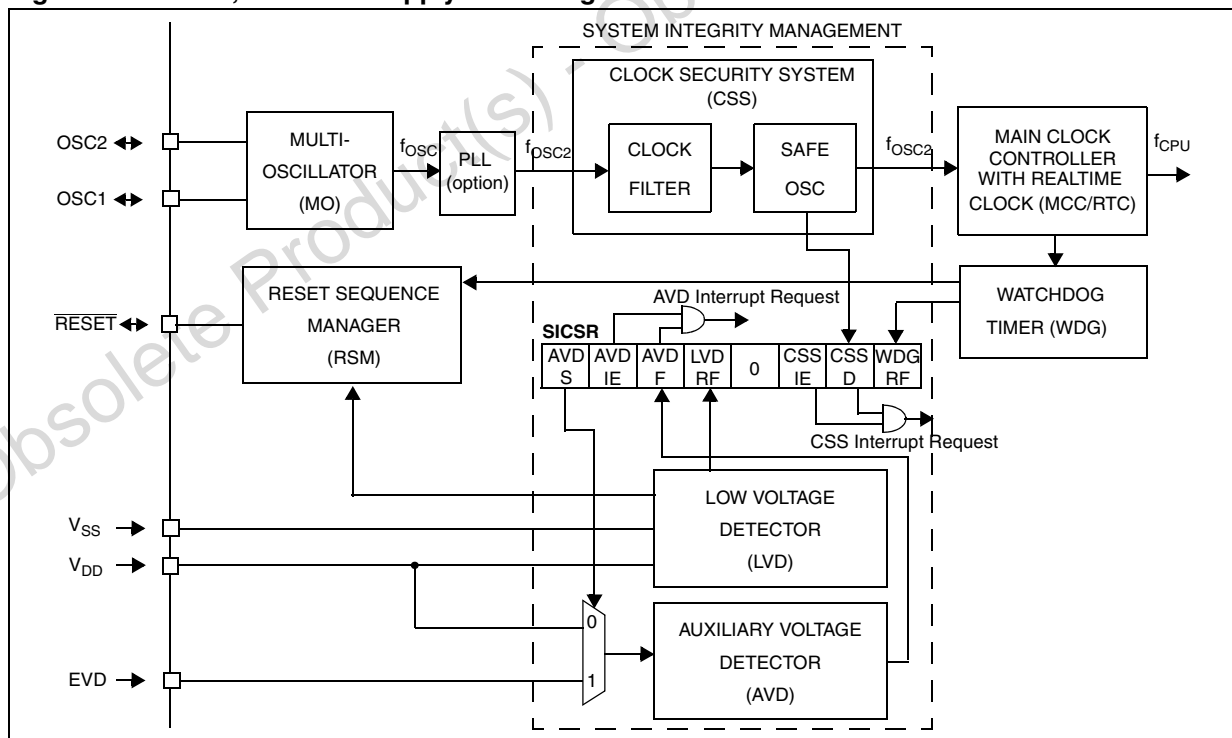 SYSTEM INTEGRITY MANAGEMENT
CLOCK SECURITY SYSTEM
(CSS)
OSC2
OSC1
MULTI-
OSCILLATOR
(MO)
fOSC
PLL
(option)
fOSC2
CLOCK
FILTER
SAFE
OSC
fOSC2
MAIN CLOCK
CONTROLLER
WITH REALTIME
CLOCK (MCC/RTC)
fCPU
RESET
RESET SEQUENCE
MANAGER
(RSM)
AVD Interrupt Request
WATCHDOG
TIMER (WDG)
SICSR
AVD
S
AVD
IE
AVD
F
LVD
RF
0
CSS
IE
CSS
D
WDG
RF
CSS Interrupt Request
LOW VOLTAGE
DETECTOR
(LVD)
VSS
VDD
0
1
AUXILIARY VOLTAGE
DETECTOR
(AVD)
EVD
Obsolete Product(s) - Ob